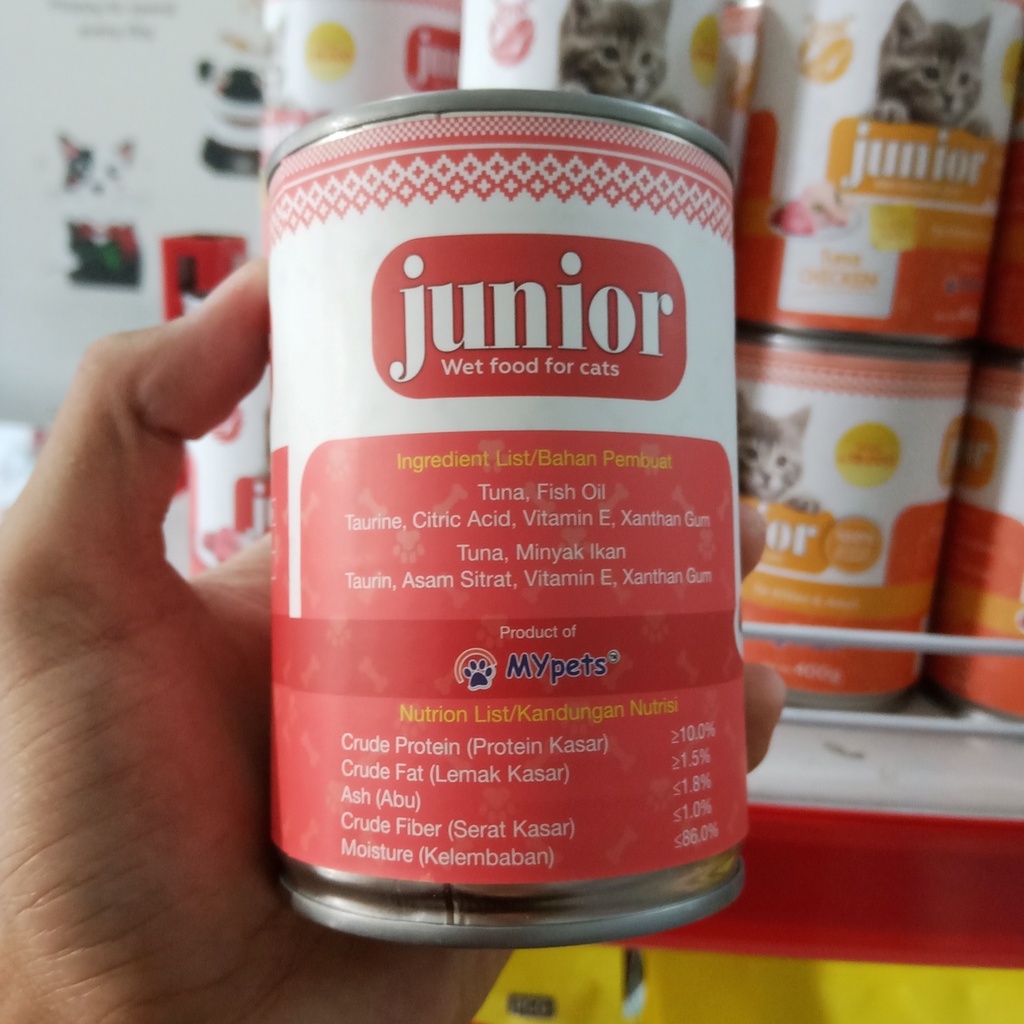 junior
Wet food for cats
Ingredient List/Bahan Pembuat
Tuna, Fish Oil
Taurine, Citric Acid, Vitamin E, Xanthan Gum
Tuna, Minyak Ikan
Taurin, Asam Sitrat, Vitamin E, Xanthan Gum
Product of
MYpets
Nutrion List/Kandungan Nutrisi
Crude Protein (Protein Kasar) ≥10.0%
Crude Fat (Lemak Kasar) ≥1.5%
Ash (Abu) ≤1.8%
Crude Fiber (Serat Kasar) ≤1.0%
Moisture (Kelembaban) ≤86.0%
junior
Tuna
CHICKEN
400g